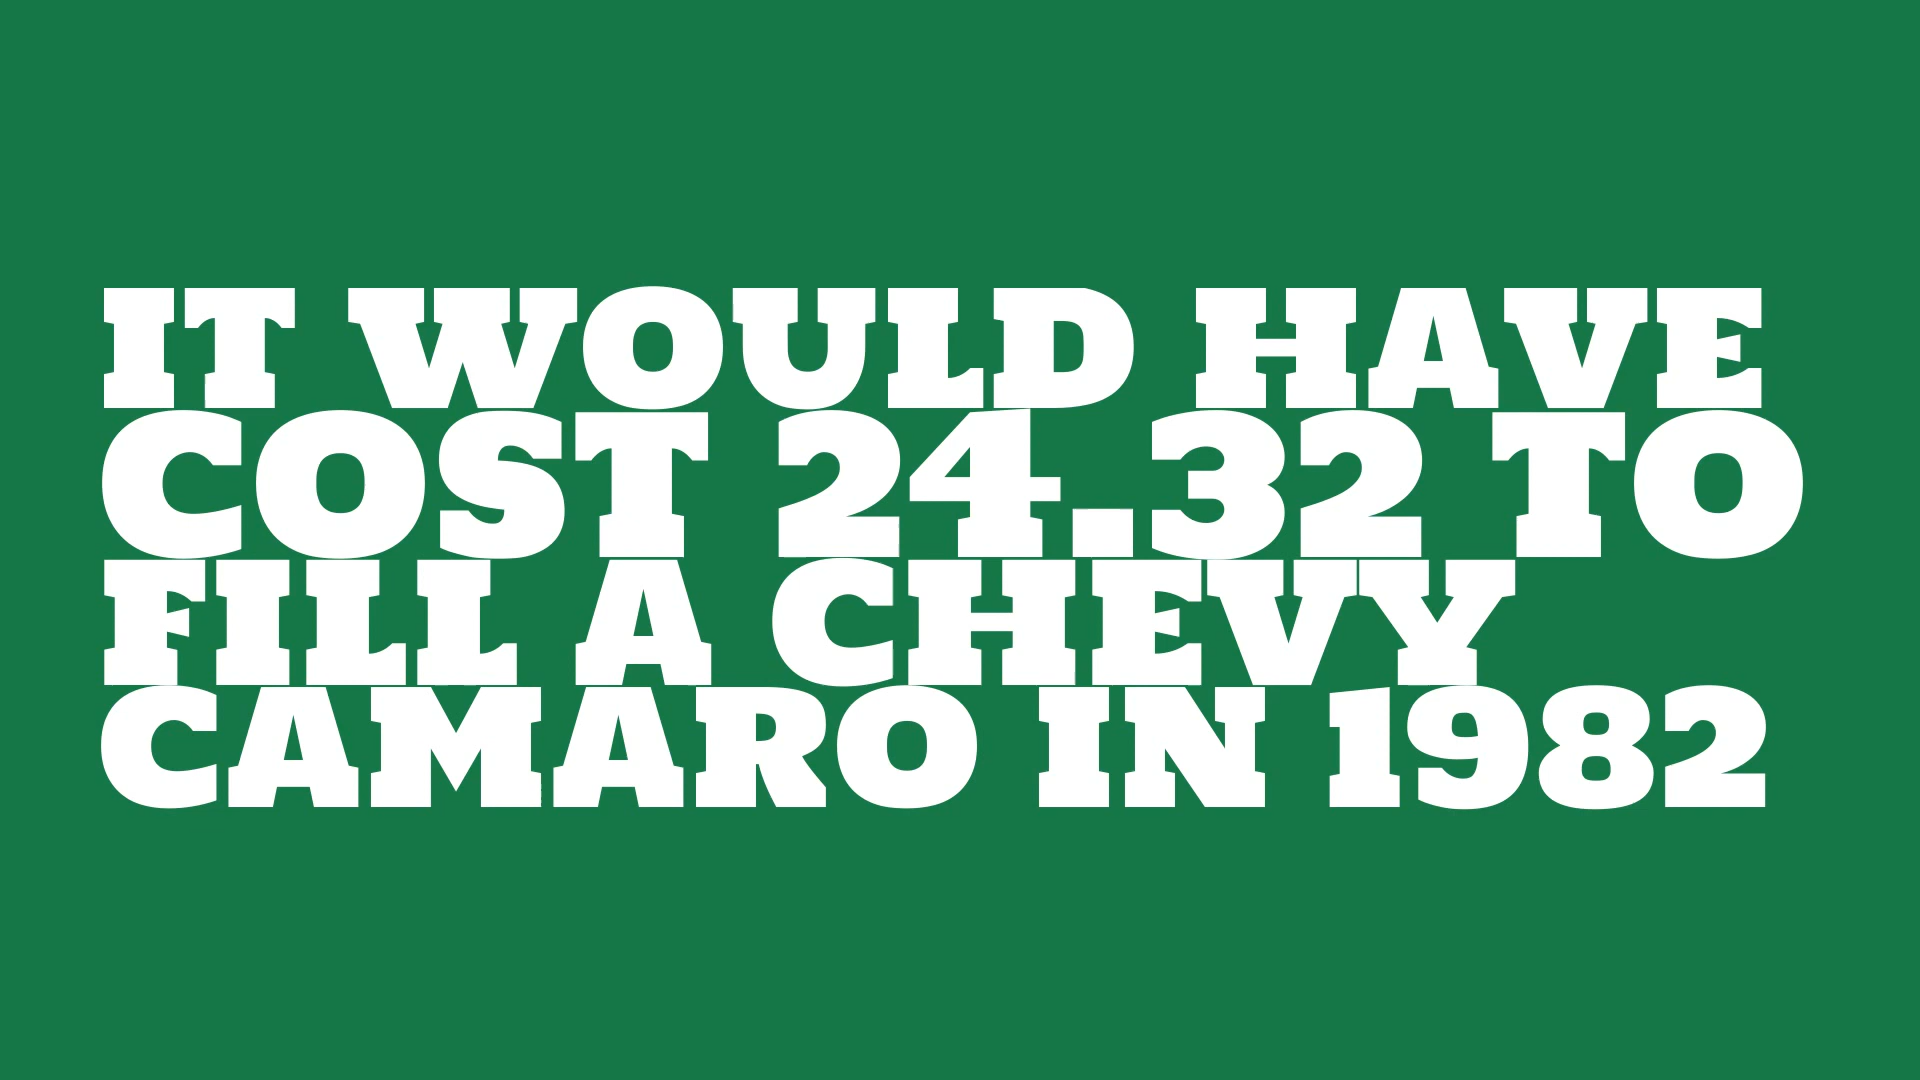 IT WOULD HAVE
COST 24.32 TO
FILL A CHEVY
CAMARO IN 1982